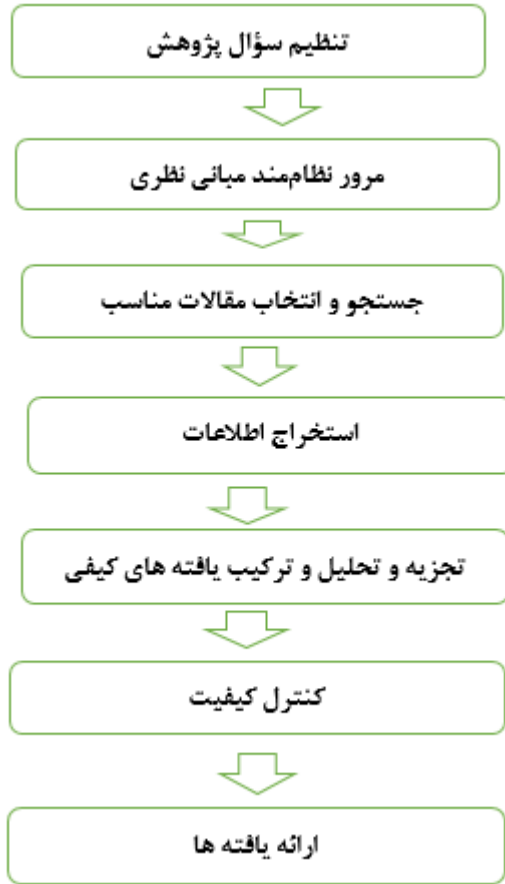 تنظیم سؤال پژوهش
مرور نظام‌مند مبانی نظری
جستجو و انتخاب مقالات مناسب
استخراج اطلاعات
تجزیه و تحلیل و ترکیب یافته های کیفی
کنترل کیفیت
ارائه یافته ها